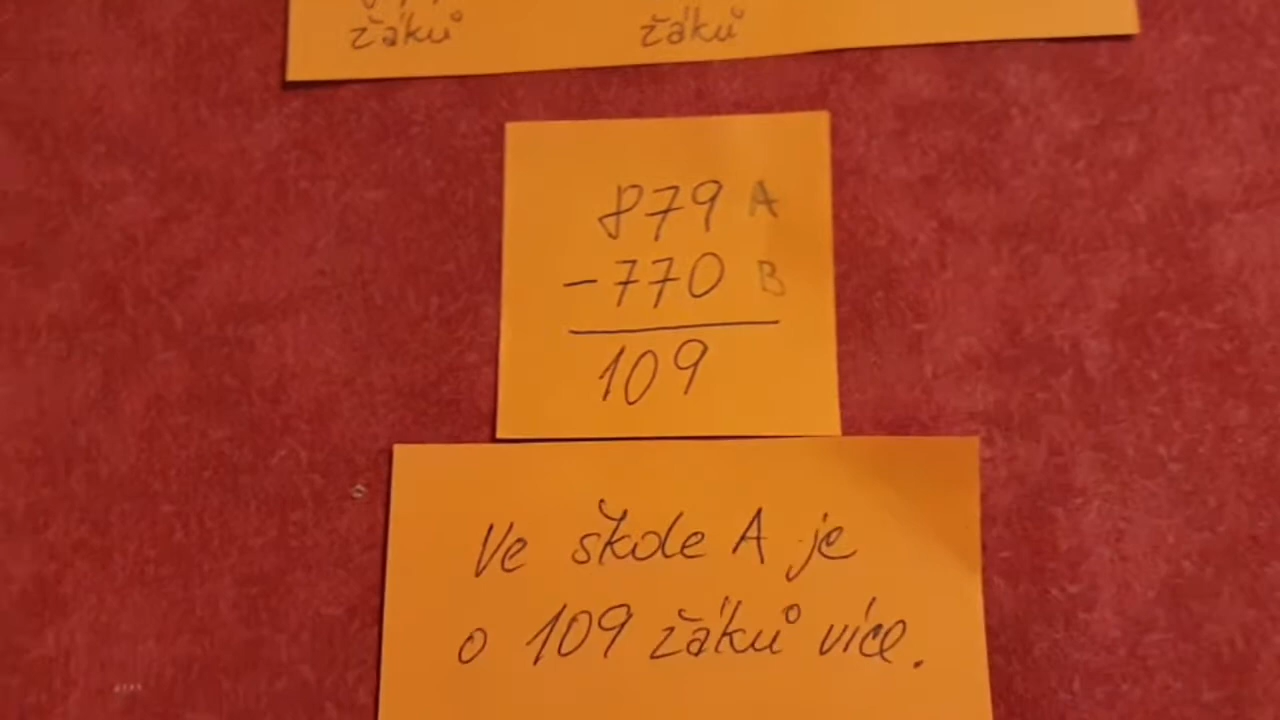 žáků žáků
879 A
-770 B
109
Ve škole A je
o 109 žáků více.